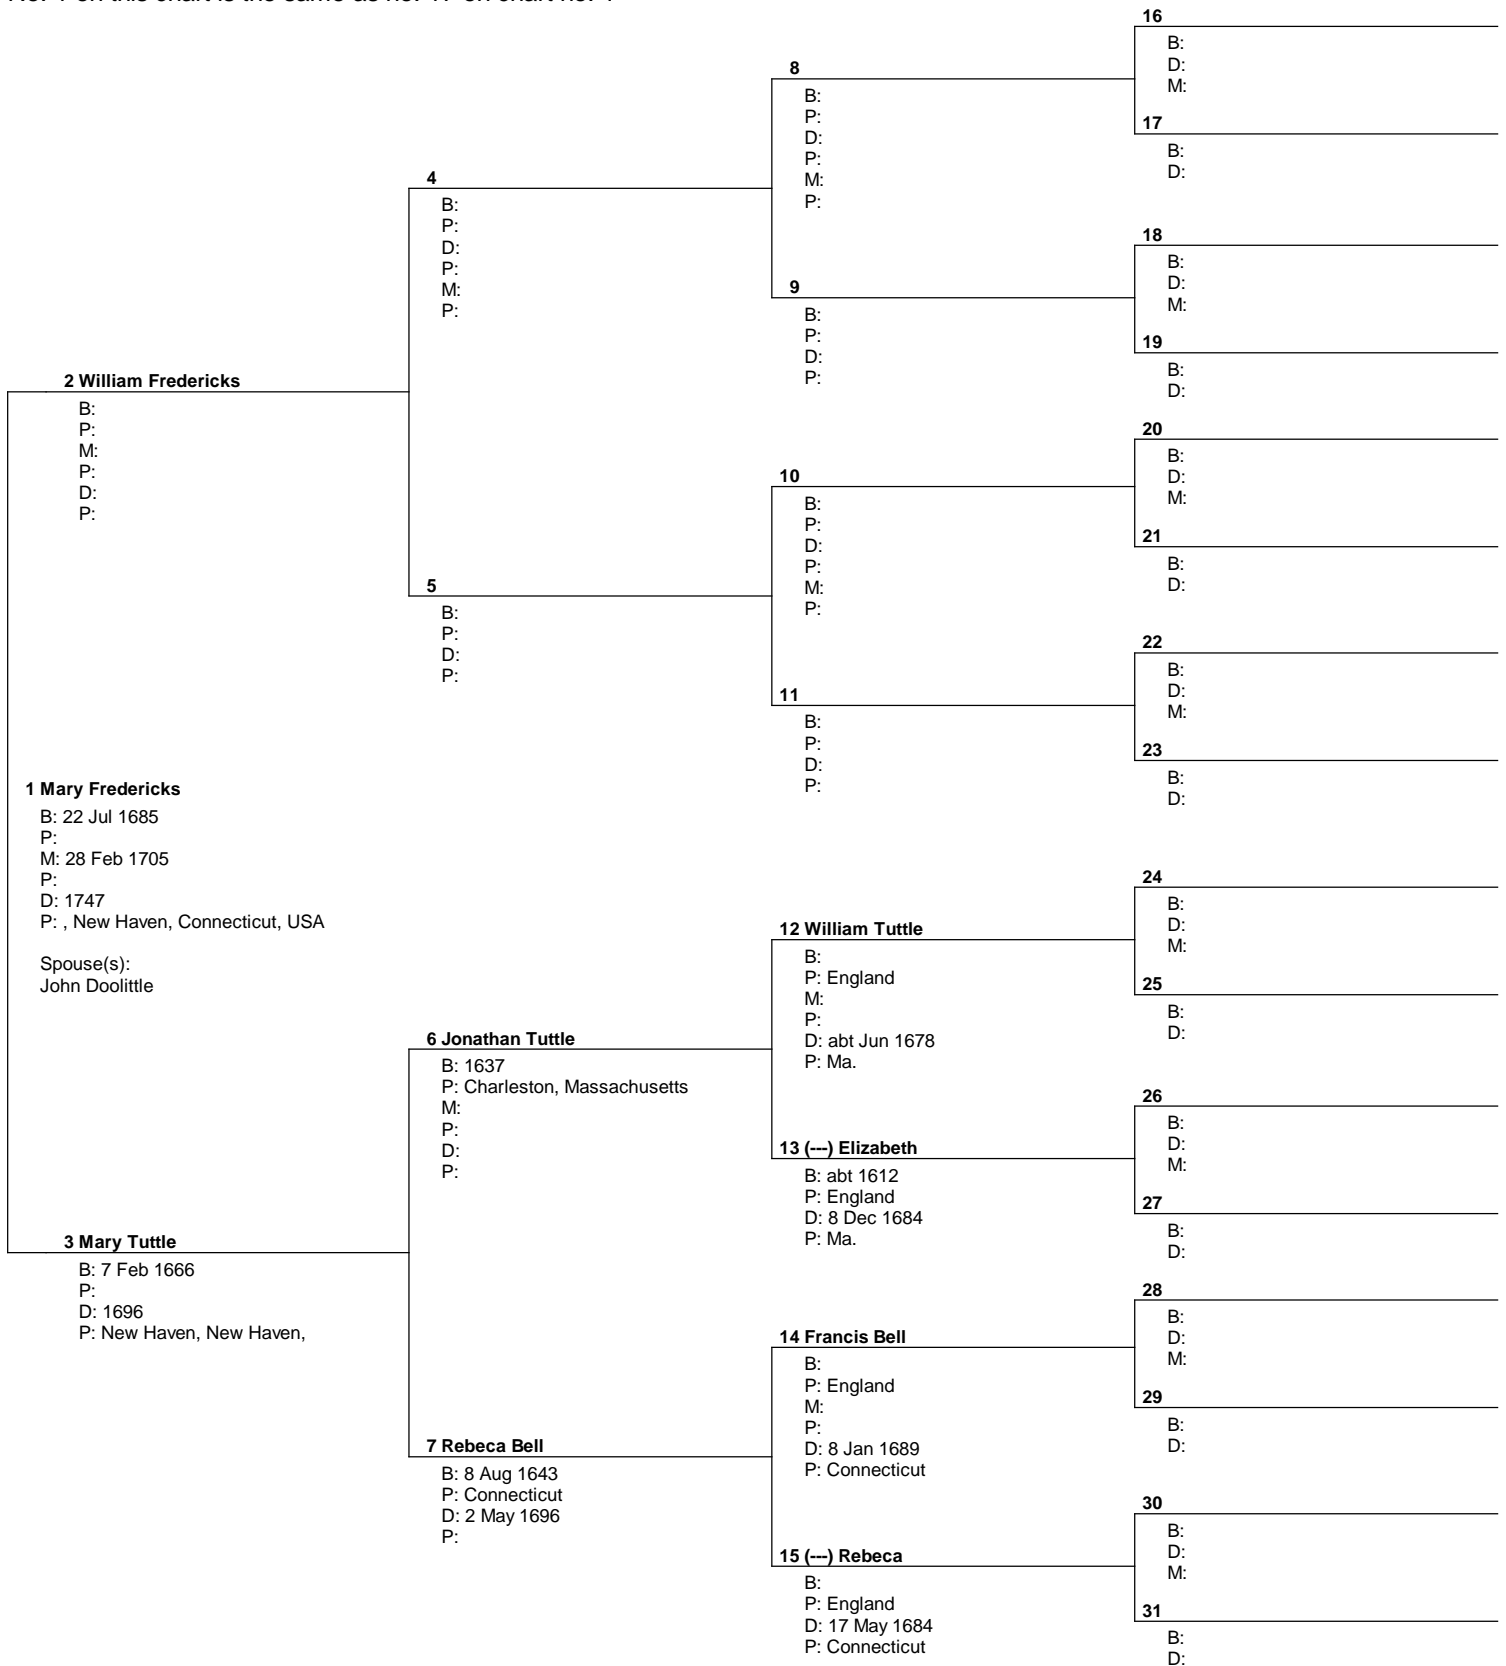 No. 1 on this chart is the same as no. on chart no.
1 Mary Fredericks
B: 22 Jul 1685
P:
M: 28 Feb 1705
P:
D: 1747
P: , New Haven, Connecticut, USA
Spouse(s):
John Doolittle
2 William Fredericks
B:
P:
M:
P:
D:
P:
3 Mary Tuttle
B: 7 Feb 1666
P:
D: 1696
P: New Haven, New Haven,
4
B:
P:
D:
P:
M:
P:
5
B:
P:
D:
P:
6 Jonathan Tuttle
B: 1637
P: Charleston, Massachusetts
M:
P:
D:
P:
7 Rebeca Bell
B: 8 Aug 1643
P: Connecticut
D: 2 May 1696
P:
8
B:
P:
D:
P:
M:
P:
9
B:
P:
D:
P:
10
B:
P:
D:
P:
M:
P:
11
B:
P:
D:
P:
12 William Tuttle
B:
P: England
M:
P:
D: abt Jun 1678
P: Ma.
13 (---) Elizabeth
B: abt 1612
P: England
D: 8 Dec 1684
P: Ma.
14 Francis Bell
B:
P: England
M:
P:
D: 8 Jan 1689
P: Connecticut
15 (---) Rebeca
B:
P: England
D: 17 May 1684
P: Connecticut
16
B:
D:
M:
17
B:
D:
18
B:
D:
M:
19
B:
D:
20
B:
D:
M:
21
B:
D:
22
B:
D:
M:
23
B:
D:
24
B:
D:
M:
25
B:
D:
26
B:
D:
M:
27
B:
D:
28
B:
D:
M:
29
B:
D:
30
B:
D:
M:
31
B:
D: